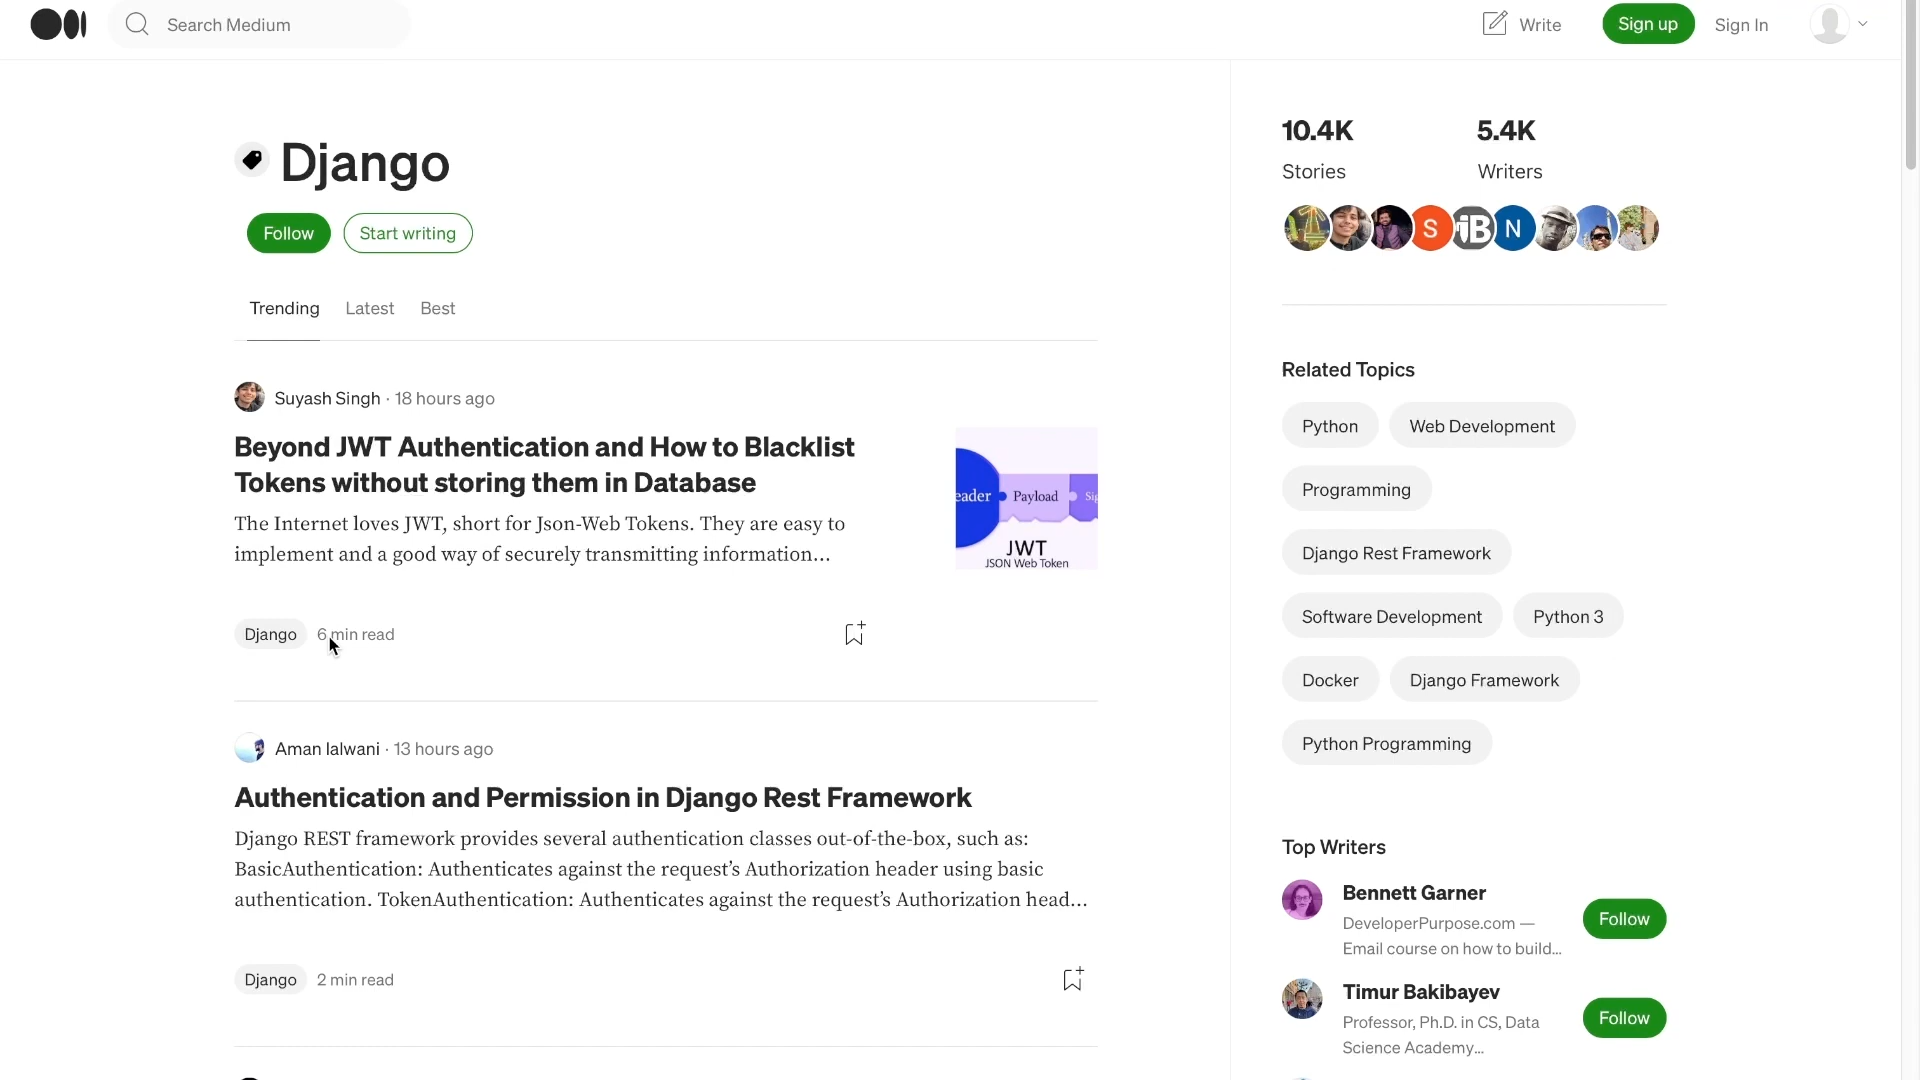 Search Medium
Write
Sign up
Sign In
Django
Follow
Start writing
Trending
Latest
Best
Suyash Singh · 18 hours ago
Beyond JWT Authentication and How to Blacklist
Tokens without storing them in Database
The Internet loves JWT, short for Json-Web Tokens. They are easy to
implement and a good way of securely transmitting information...
eader
Payload
Sig
JWT
JSON Web Token
Django
6 min read
Aman lalwani · 13 hours ago
Authentication and Permission in Django Rest Framework
Django REST framework provides several authentication classes out-of-the-box, such as:
BasicAuthentication: Authenticates against the request’s Authorization header using basic
authentication. TokenAuthentication: Authenticates against the request’s Authorization head...
Django
2 min read
10.4K
Stories
5.4K
Writers
S
iB
N
Related Topics
Python
Web Development
Programming
Django Rest Framework
Software Development
Python 3
Docker
Django Framework
Python Programming
Top Writers
Bennett Garner
DeveloperPurpose.com —
Email course on how to build...
Follow
Timur Bakibayev
Professor, Ph.D. in CS, Data
Science Academy...
Follow